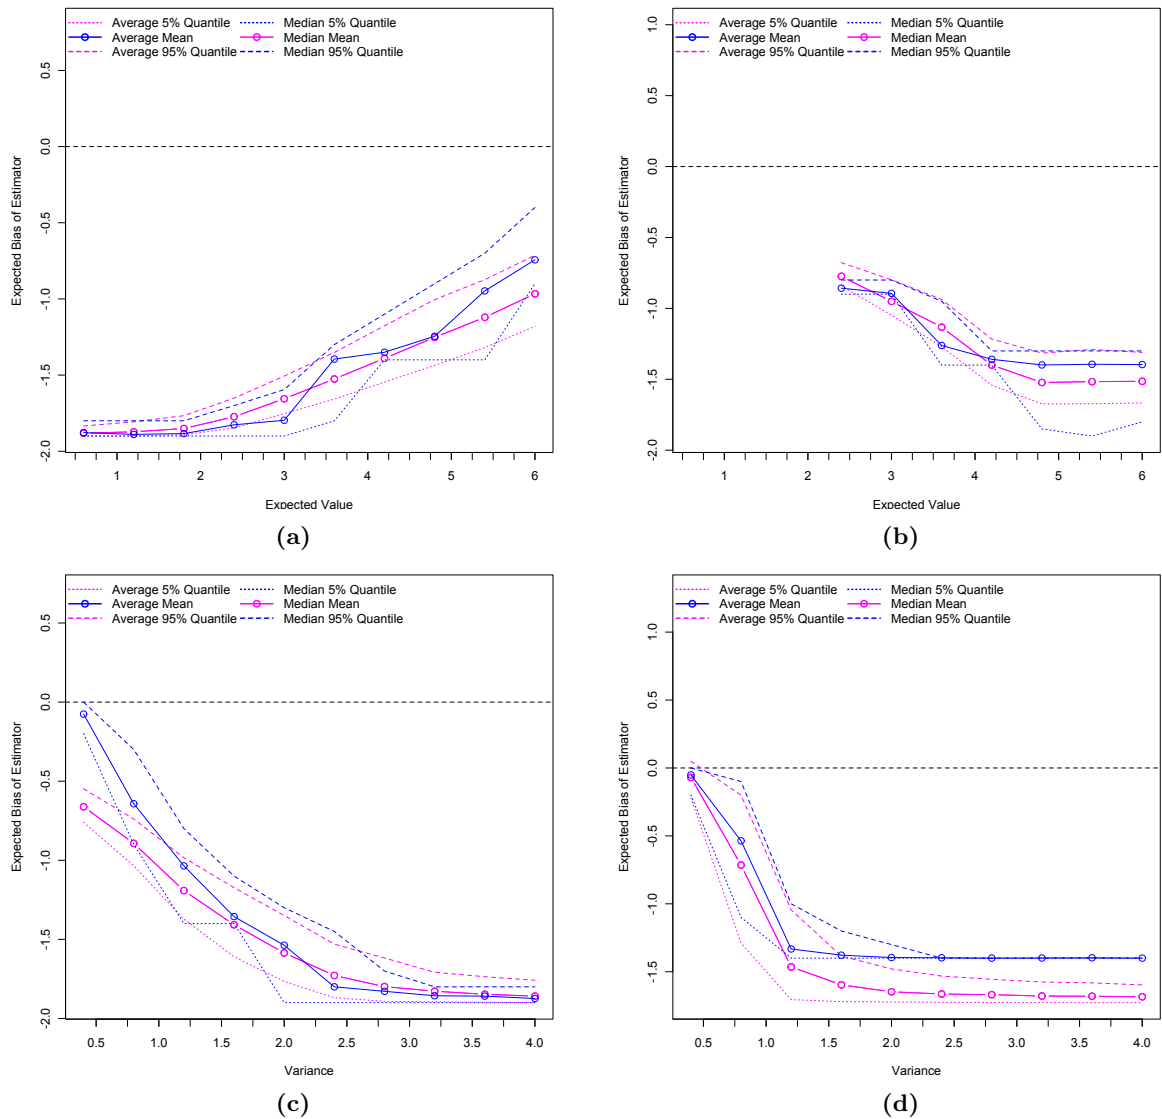 Average 5% Quantile
Average Mean
Average 95% Quantile
Median 5% Quantile
Median Mean
Median 95% Quantile
Expected Bias of Estimator
0.5
0.0
-0.5
-1.0
-1.5
-2.0
1 2 3 4 5 6
Expected Value
(a)
Average 5% Quantile
Average Mean
Average 95% Quantile
Median 5% Quantile
Median Mean
Median 95% Quantile
Expected Bias of Estimator
1.0
0.5
0.0
-0.5
-1.0
-1.5
-2.0
1 2 3 4 5 6
Expected Value
(b)
Average 5% Quantile
Average Mean
Average 95% Quantile
Median 5% Quantile
Median Mean
Median 95% Quantile
Expected Bias of Estimator
0.5
0.0
-0.5
-1.0
-1.5
-2.0
0.5 1.0 1.5 2.0 2.5 3.0 3.5 4.0
Variance
(c)
Average 5% Quantile
Average Mean
Average 95% Quantile
Median 5% Quantile
Median Mean
Median 95% Quantile
Expected Bias of Estimator
1.0
0.5
0.0
-0.5
-1.0
-1.5
0.5 1.0 1.5 2.0 2.5 3.0 3.5 4.0
Variance
(d)